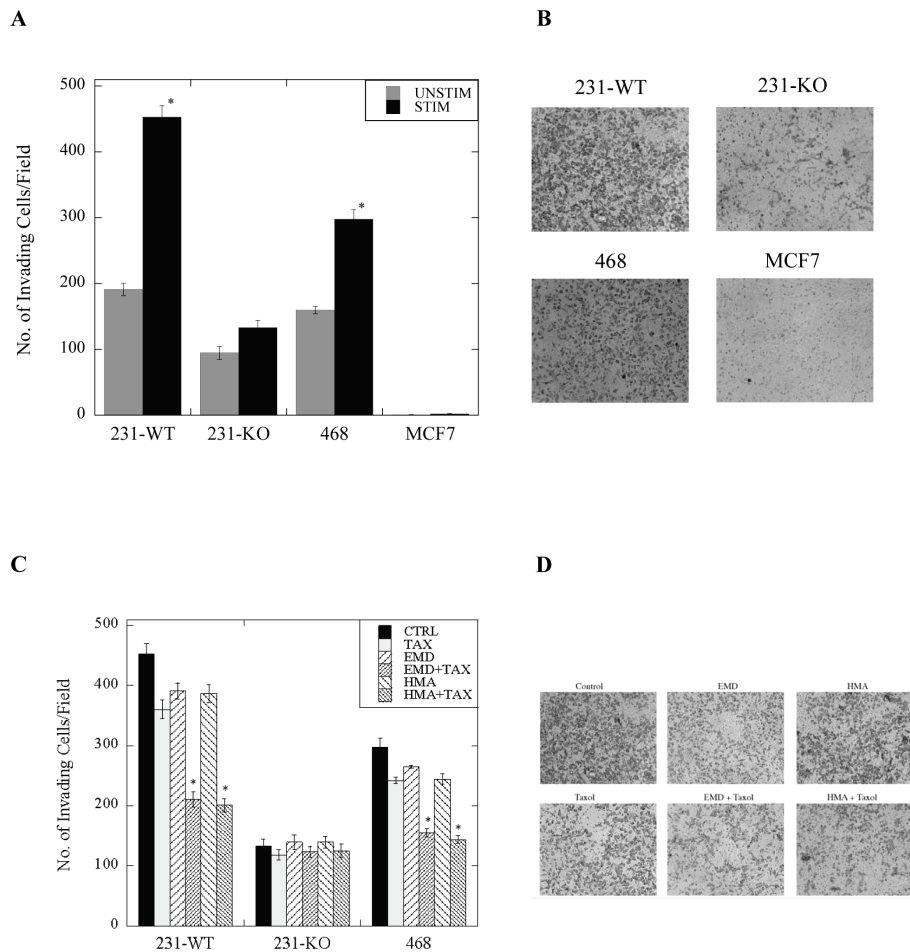 A
B
No. of Invading Cells/Field
500
400
300
200
100
0
UNSTIM
STIM
*
*
231-WT
231-KO
468
MCF7
231-WT
231-KO
468
MCF7
C
D
No. of Invading Cells/Field
500
400
300
200
100
0
CTRL
TAX
EMD
EMD+TAX
HMA
HMA+TAX
*
*
*
*
231-WT
231-KO
468
Control
EMD
HMA
Taxol
EMD + Taxol
HMA + Taxol